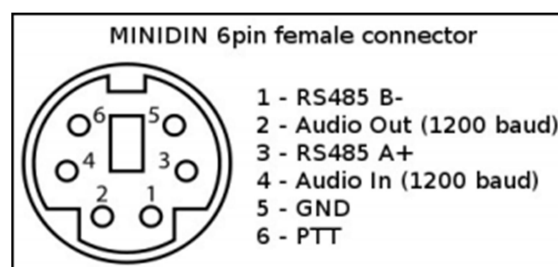 MINIDIN 6pin female connector
6 5
4 3
2 1
1 - RS485 B-
2 - Audio Out (1200 baud)
3 - RS485 A+
4 - Audio In (1200 baud)
5 - GND
6 - PTT